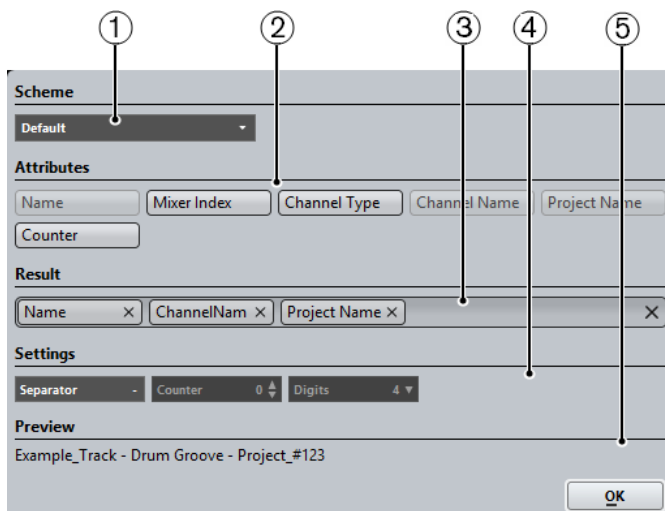 ① ② ③ ④ ⑤
Scheme
Default
Attributes
Name Mixer Index Channel Type Channel Name Project Name
Counter
Result
Name × ChannelNam × Project Name × ×
Settings
Separator - Counter 0 Digits 4
Preview
Example_Track - Drum Groove - Project_#123
OK